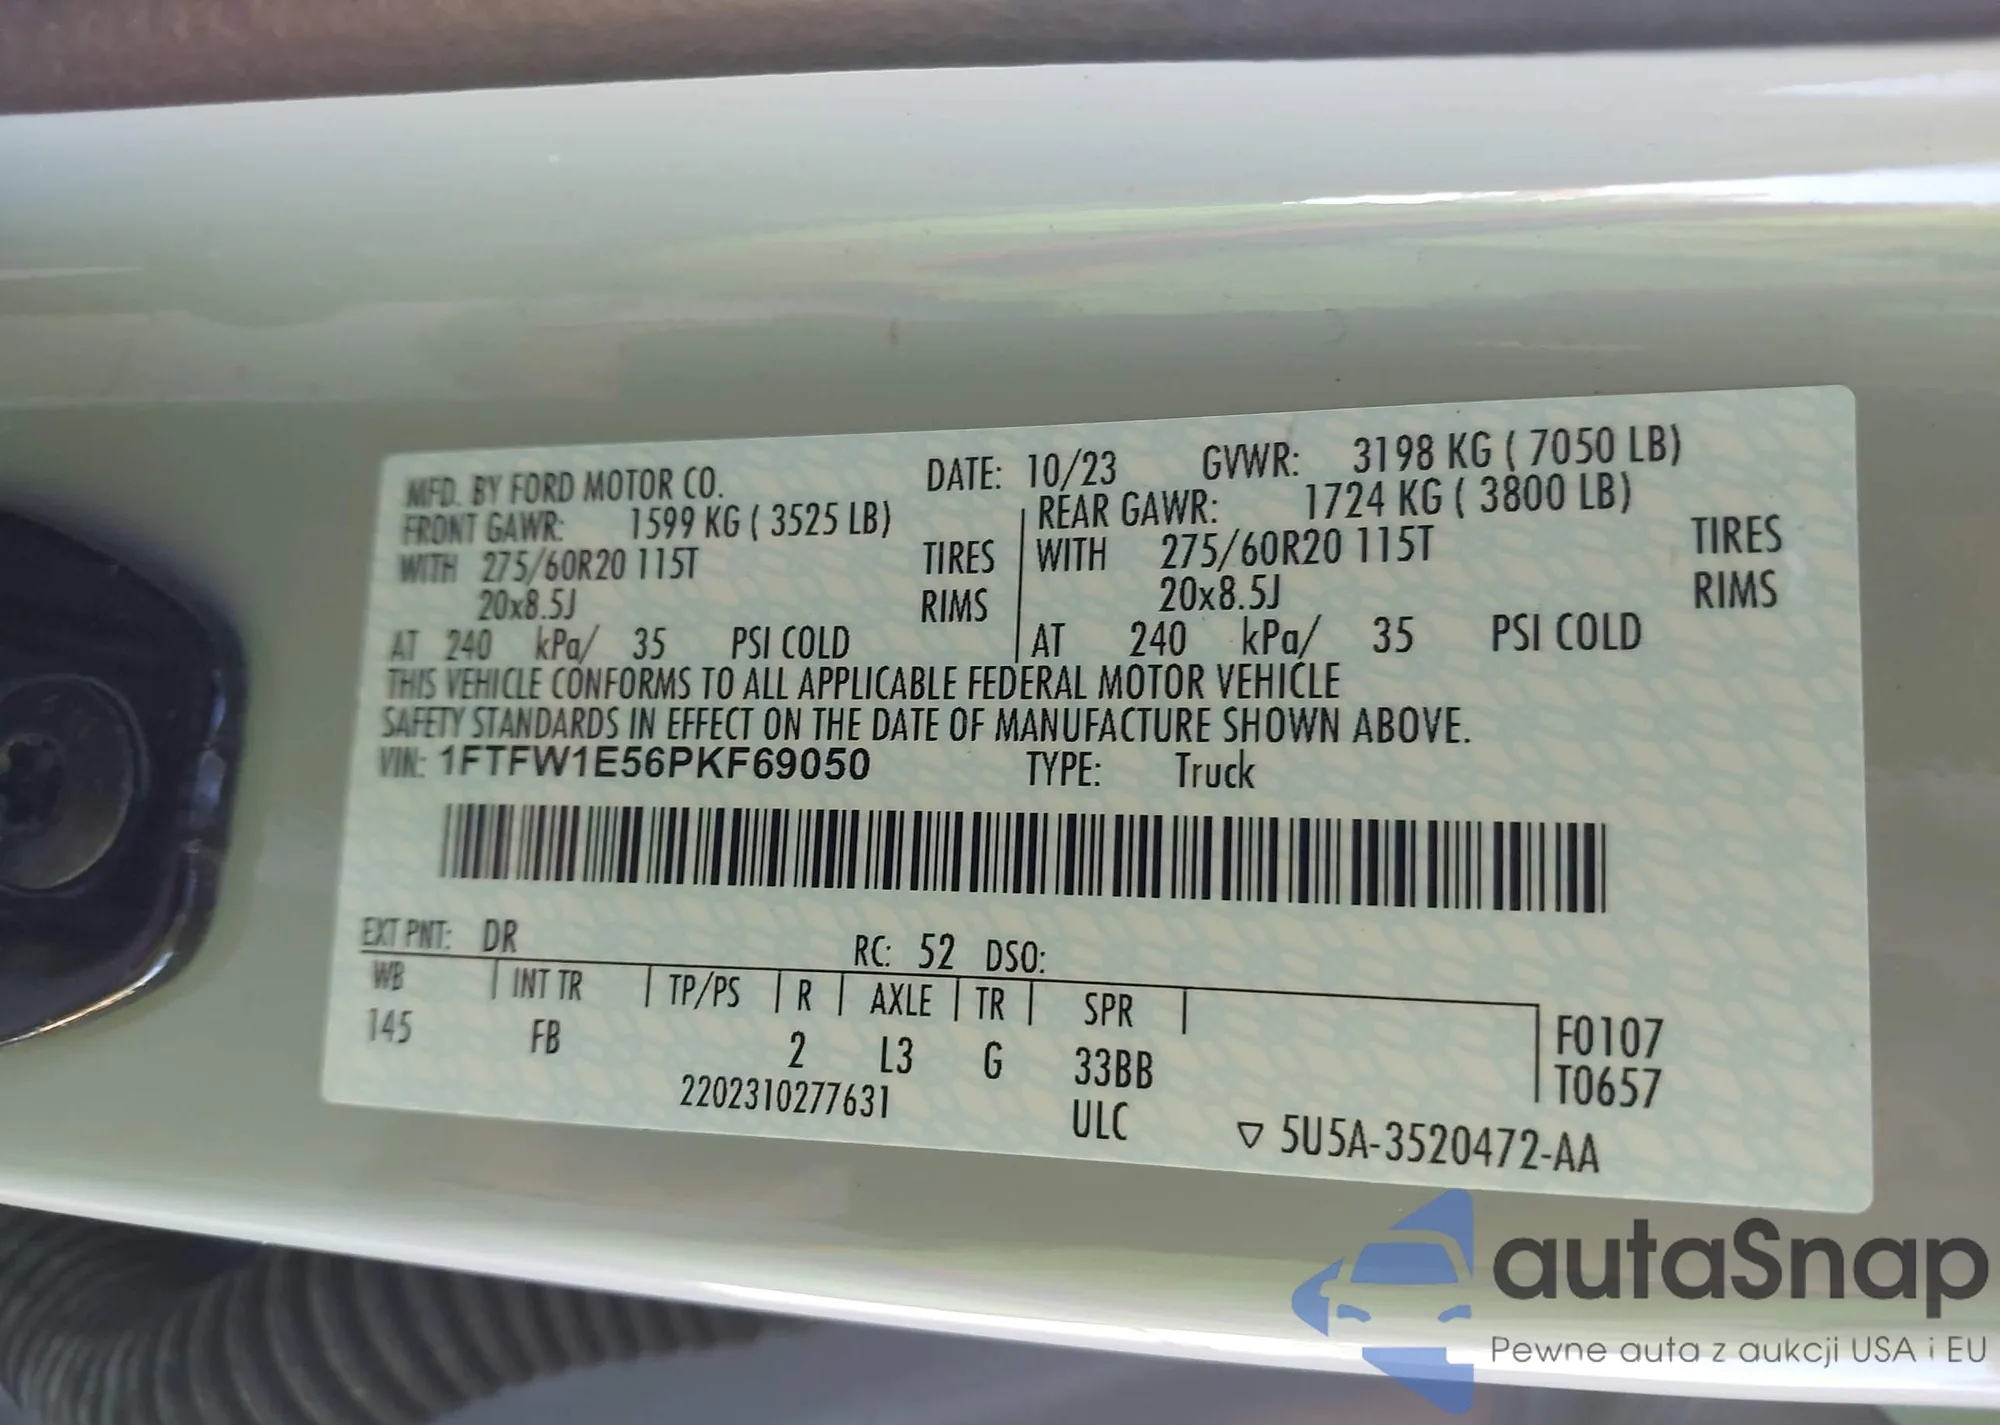 MFD. BY FORD MOTOR CO. DATE: 10/23 GVWR: 3198 KG ( 7050 LB)
FRONT GAWR: 1599 KG ( 3525 LB) REAR GAWR: 1724 KG ( 3800 LB)
WITH 275/60R20 115T TIRES WITH 275/60R20 115T TIRES
20x8.5J RIMS 20x8.5J RIMS
AT 240 kPa/ 35 PSI COLD AT 240 kPa/ 35 PSI COLD
THIS VEHICLE CONFORMS TO ALL APPLICABLE FEDERAL MOTOR VEHICLE
SAFETY STANDARDS IN EFFECT ON THE DATE OF MANUFACTURE SHOWN ABOVE.
VIN: 1FTFW1E56PKF69050 TYPE: Truck
EXT PNT: DR RC: 52 DSO:
WB INT TR TP/PS R AXLE TR SPR
145 FB 2 L3 G 33BB F0107
T0657
2202310277631 ULC ▽ 5U5A-3520472-AA
autaSnap
Pewne auta z aukcji USA i EU